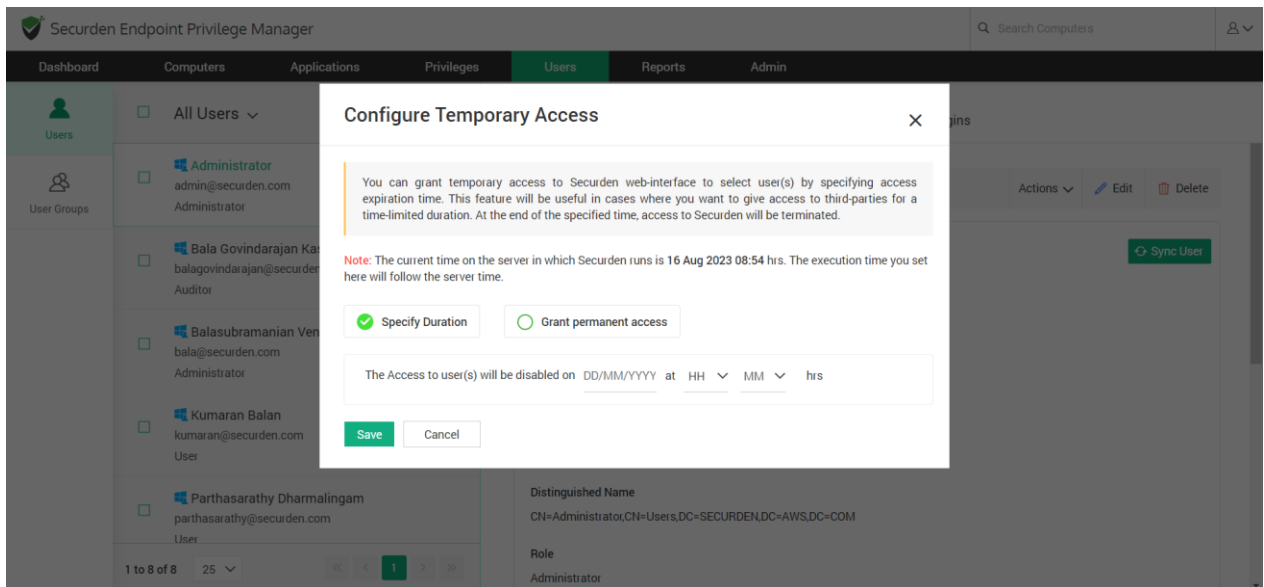 Securden Endpoint Privilege Manager
Search Computers
Dashboard Computers Applications Privileges Users Reports Admin
Users
User Groups
All Users
Administrator
admin@securden.com
Administrator
Bala Govindarajan
balagovindarajan@securden
Auditor
Balasubramanian Ven
bala@securden.com
Administrator
Kumaran Balan
kumaran@securden.com
User
Parthasarathy Dharmalingam
parthasarathy@securden.com
User
1 to 8 of 8 25 « < 1 > »
Configure Temporary Access
You can grant temporary access to Securden web-interface to select user(s) by specifying access
expiration time. This feature will be useful in cases where you want to give access to third-parties for a
time-limited duration. At the end of the specified time, access to Securden will be terminated.
Note: The current time on the server in which Securden runs is 16 Aug 2023 08:54 hrs. The execution time you set
here will follow the server time.
Specify Duration Grant permanent access
The Access to user(s) will be disabled on DD/MM/YYYY at HH MM hrs
Save Cancel
Actions Edit Delete
Sync User
Distinguished Name
CN=Administrator,CN=Users,DC=SECURDEN,DC=AWS,DC=COM
Role
Administrator